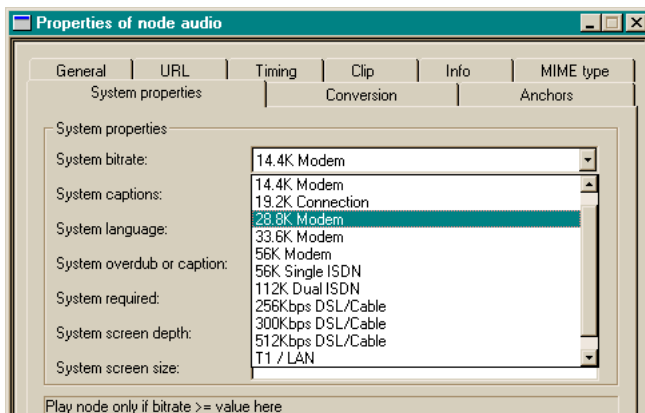 Properties of node audio
General URL Timing Clip Info MIME type
System properties Conversion Anchors
System properties
System bitrate: 14.4K Modem
System captions:
System language:
System overdub or caption:
System required:
System screen depth:
System screen size:
14.4K Modem
19.2K Connection
28.8K Modem
33.6K Modem
56K Modem
56K Single ISDN
112K Dual ISDN
256Kbps DSL/Cable
300Kbps DSL/Cable
512Kbps DSL/Cable
T1 / LAN
Play node only if bitrate >= value here